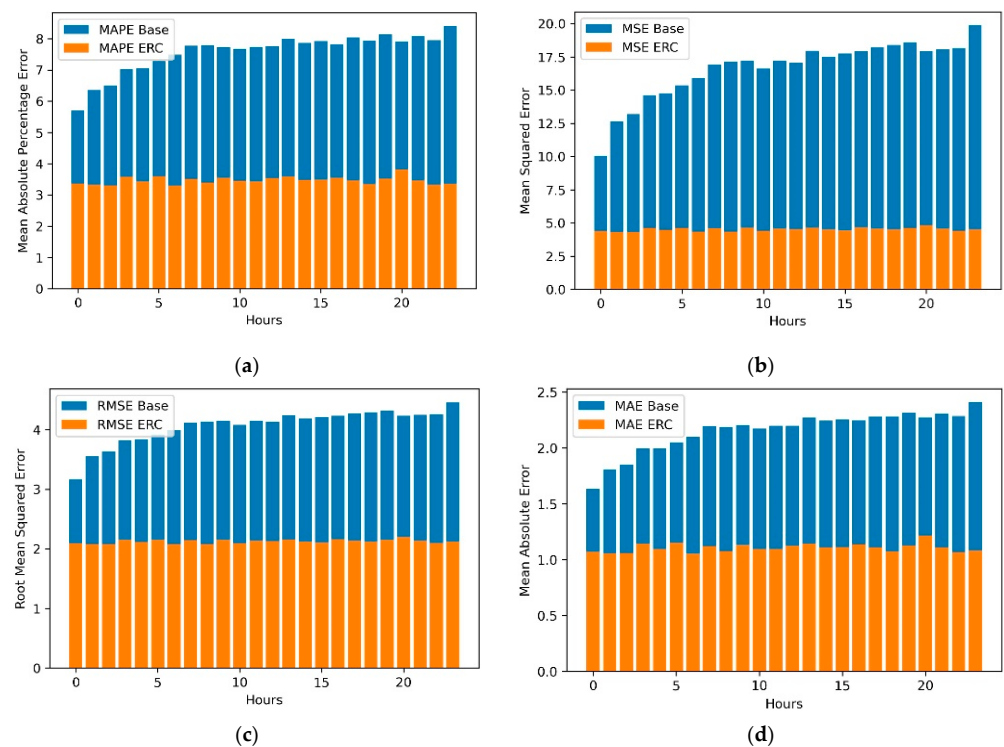 MAPE Base
MAPE ERC
Mean Absolute Percentage Error
8
7
6
5
4
3
2
1
0
0 5 10 15 20
Hours
(a)
MSE Base
MSE ERC
Mean Squared Error
20.0
17.5
15.0
12.5
10.0
7.5
5.0
2.5
0.0
0 5 10 15 20
Hours
(b)
RMSE Base
RMSE ERC
Root Mean Squared Error
4
3
2
1
0
0 5 10 15 20
Hours
(c)
MAE Base
MAE ERC
Mean Absolute Error
2.5
2.0
1.5
1.0
0.5
0.0
0 5 10 15 20
Hours
(d)